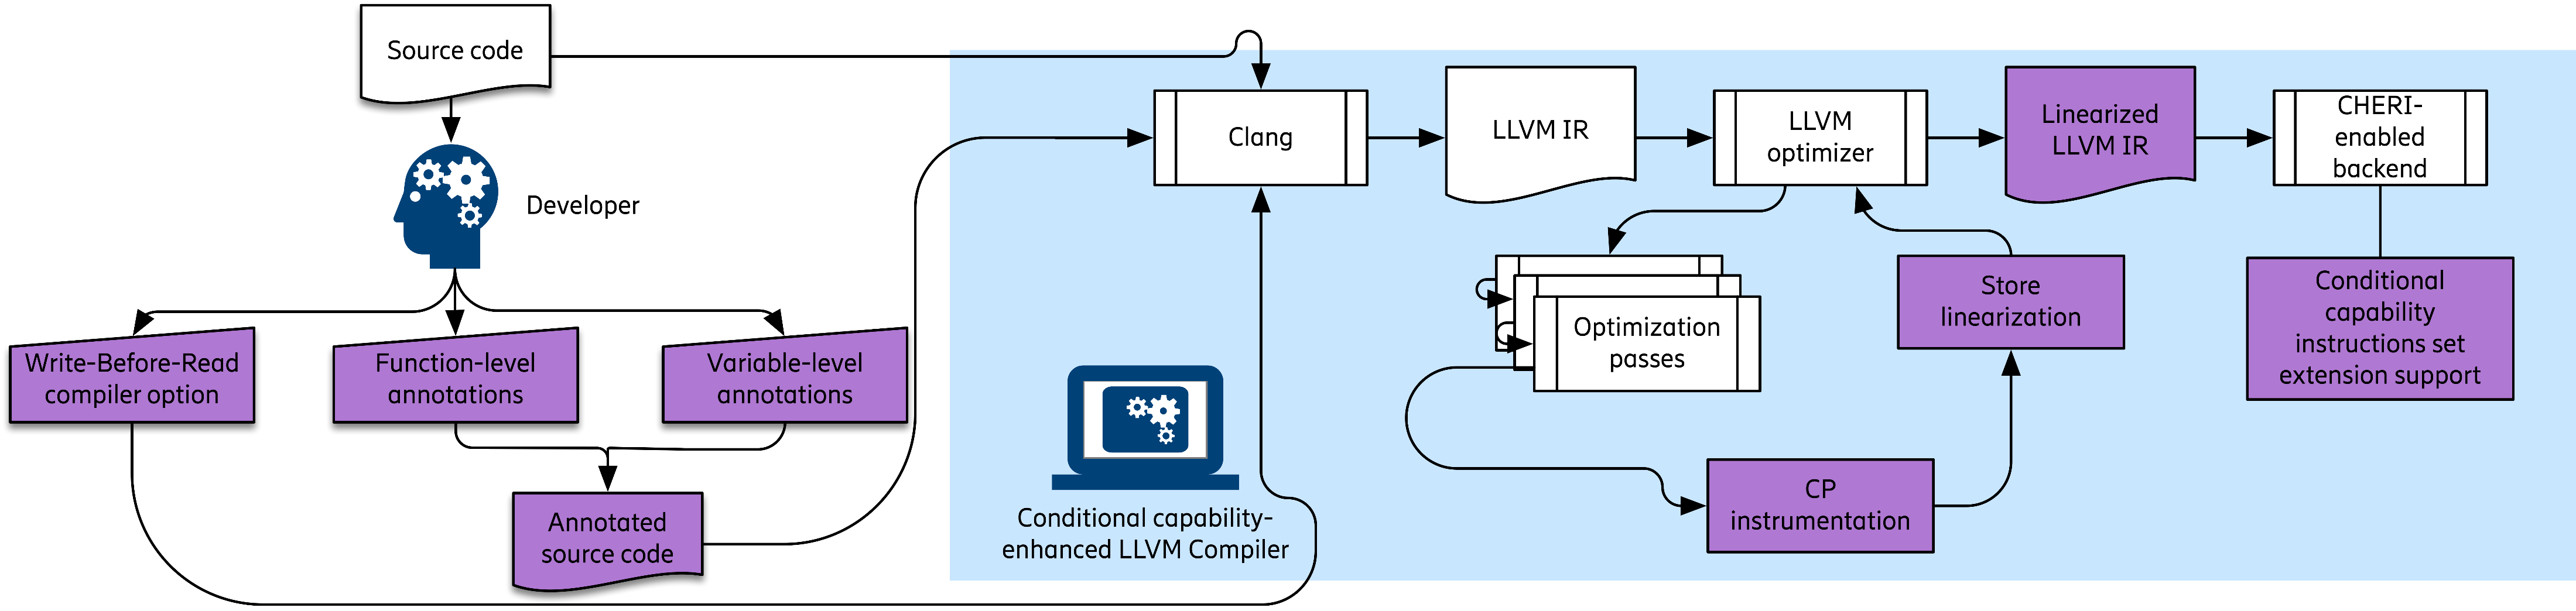 Source code
Developer
Write-Before-Read
compiler option
Function-level
annotations
Variable-level
annotations
Annotated
source code
Clang
LLVM IR
LLVM
optimizer
Linearized
LLVM IR
CHERI-
enabled
backend
Optimization
passes
Store
linearization
Conditional
capability
instructions set
extension support
CP
instrumentation
Conditional capability-
enhanced LLVM Compiler